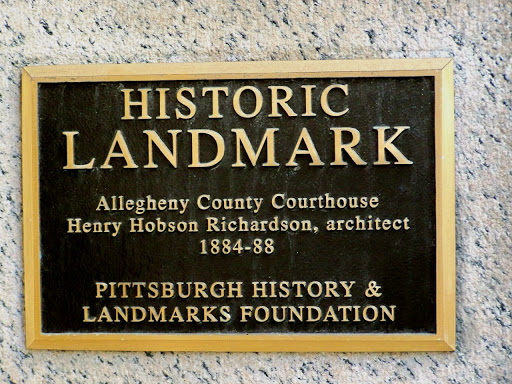 HISTORIC
LANDMARK
Allegheny County Courthouse
Henry Hobson Richardson, architect
1884-88
PITTSBURGH HISTORY &
LANDMARKS FOUNDATION